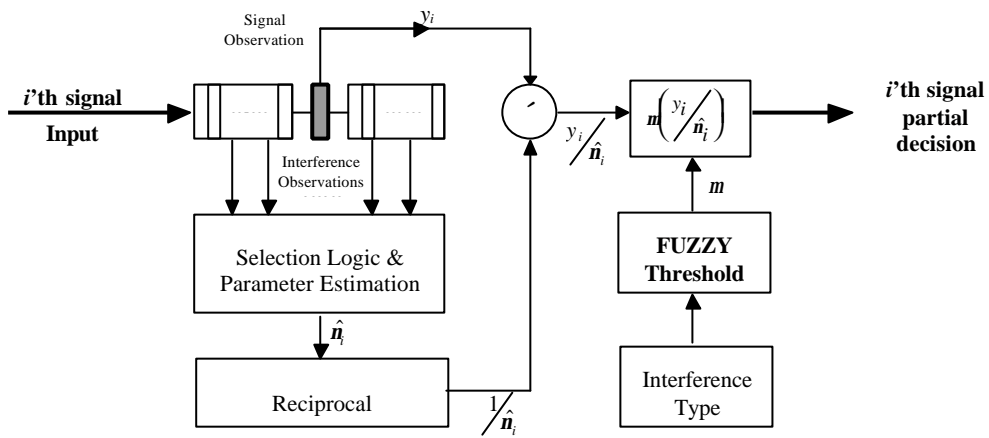 Signal
Observation
y_i
i'th signal
Input
........
........
Interference
Observations
........
y_i/n̂_i
m(y_i/n̂_i)
i'th signal
partial
decision
m
Selection Logic &
Parameter Estimation
FUZZY
Threshold
n̂_i
Reciprocal
1/n̂_i
Interference
Type